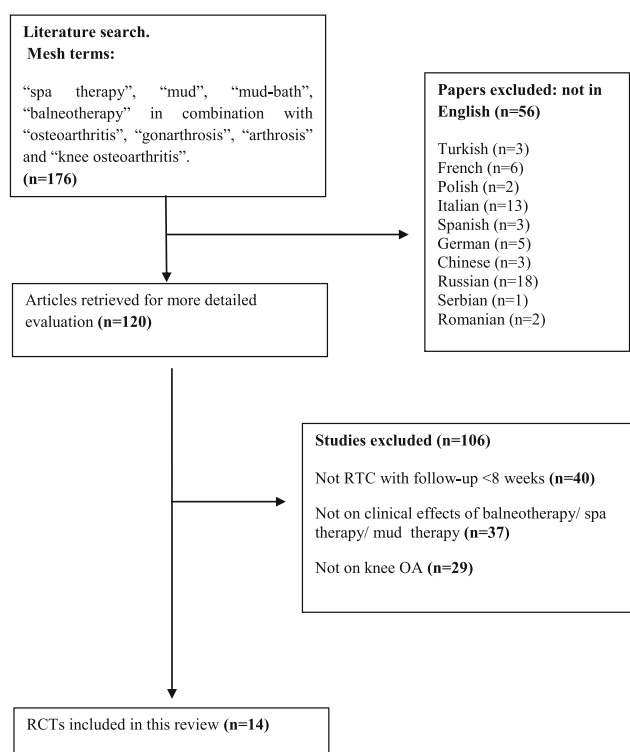 Literature search.
Mesh terms:
“spa therapy”, “mud”, “mud-bath”,
“balneotherapy” in combination with
“osteoarthritis”, “gonarthrosis”, “arthrosis”
and “knee osteoarthritis”.
(n=176)
Papers excluded: not in
English (n=56)
Turkish (n=3)
French (n=6)
Polish (n=2)
Italian (n=13)
Spanish (n=3)
German (n=5)
Chinese (n=3)
Russian (n=18)
Serbian (n=1)
Romanian (n=2)
Articles retrieved for more detailed
evaluation (n=120)
Studies excluded (n=106)
Not RTC with follow-up <8 weeks (n=40)
Not on clinical effects of balneotherapy/ spa
therapy/ mud therapy (n=37)
Not on knee OA (n=29)
RCTs included in this review (n=14)